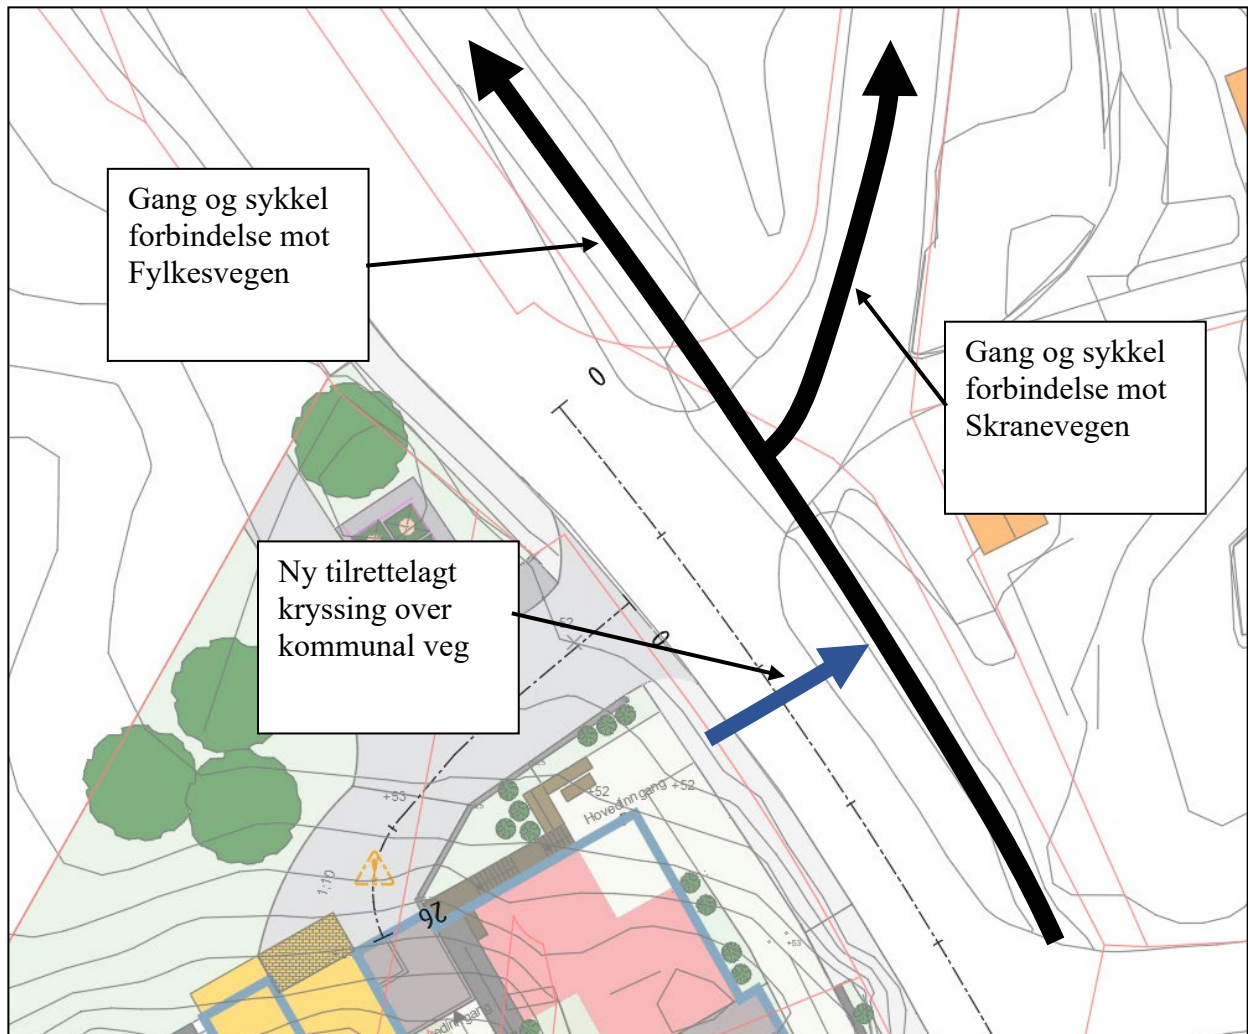 Gang og sykkel
forbindelse mot
Fylkesvegen
Gang og sykkel
forbindelse mot
Skranevegen
0
Ny tilrettelagt
kryssing over
kommunal veg
52
0
+53
+52
+52
Hovedinngang
1:10
26
+53